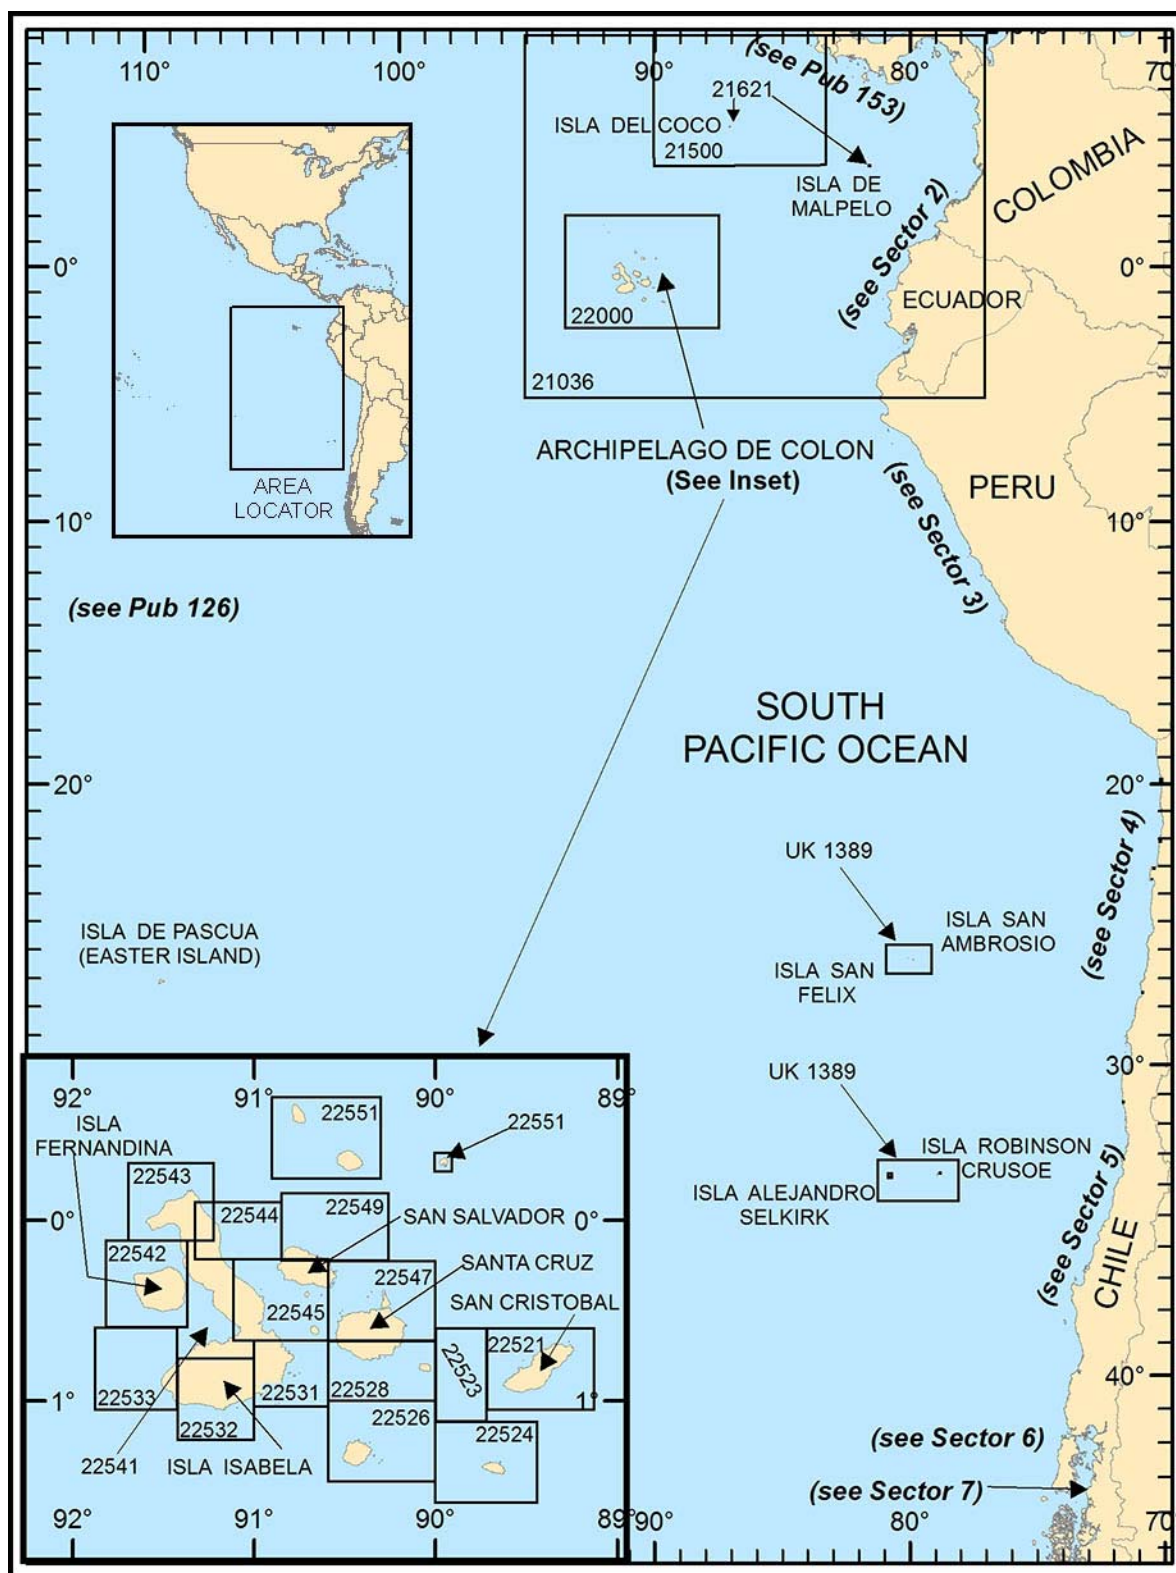 110°
100°
90°
80°
70°
(see Pub 153)
21621
ISLA DEL COCO
21500
ISLA DE
MALPELO
COLOMBIA
(see Sector 2)
0°
0°
ECUADOR
22000
21036
ARCHIPELAGO DE COLON
(See Inset)
AREA
LOCATOR
PERU
(see Sector 3)
10°
10°
(see Pub 126)
SOUTH
PACIFIC OCEAN
20°
20°
(see Sector 4)
UK 1389
ISLA SAN
AMBROSIO
ISLA SAN
FELIX
ISLA DE PASCUA
(EASTER ISLAND)
30°
UK 1389
ISLA ROBINSON
CRUSOE
ISLA ALEJANDRO
SELKIRK
(see Sector 5)
CHILE
40°
(see Sector 6)
(see Sector 7)
90°
80°
70
92°
91°
90°
89°
ISLA
FERNANDINA
22551
22551
22543
22544
22549
SAN SALVADOR
0°
0°
22542
22547
SANTA CRUZ
22545
SAN CRISTOBAL
22521
22523
22533
22531
22528
1°
1°
22532
22526
22524
22541
ISLA ISABELA
92°
91°
90°
89°